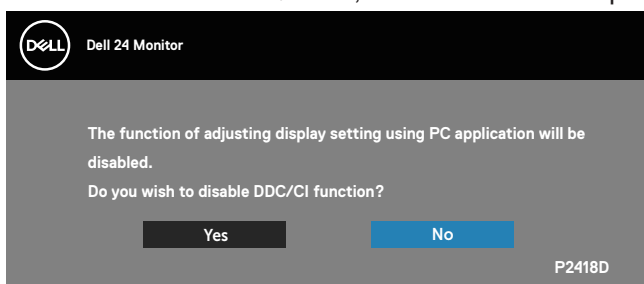 DELL
Dell 24 Monitor
The function of adjusting display setting using PC application will be
disabled.
Do you wish to disable DDC/CI function?
Yes
No
P2418D